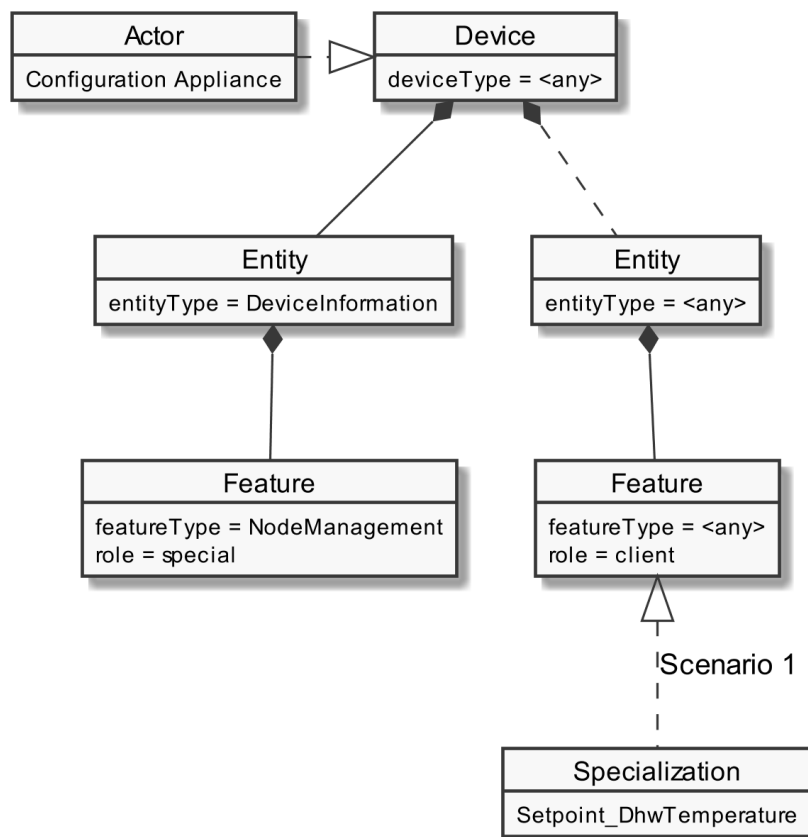 Actor
Configuration Appliance
Device
deviceType = <any>
Entity
entityType = DeviceInformation
Entity
entityType = <any>
Feature
featureType = NodeManagement
role = special
Feature
featureType = <any>
role = client
Scenario 1
Specialization
Setpoint_DhwTemperature